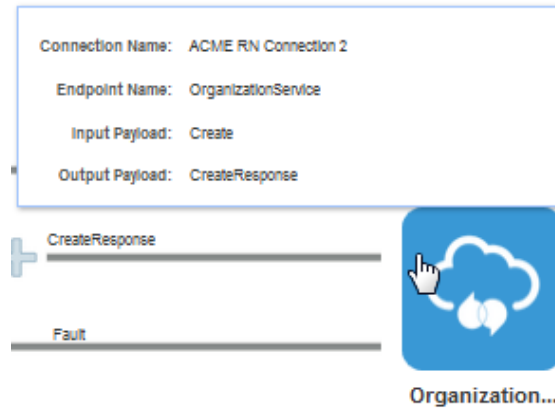 Connection Name: ACME RN Connection 2
Endpoint Name: OrganizationService
Input Payload: Create
Output Payload: CreateResponse
CreateResponse
Fault
Organization...